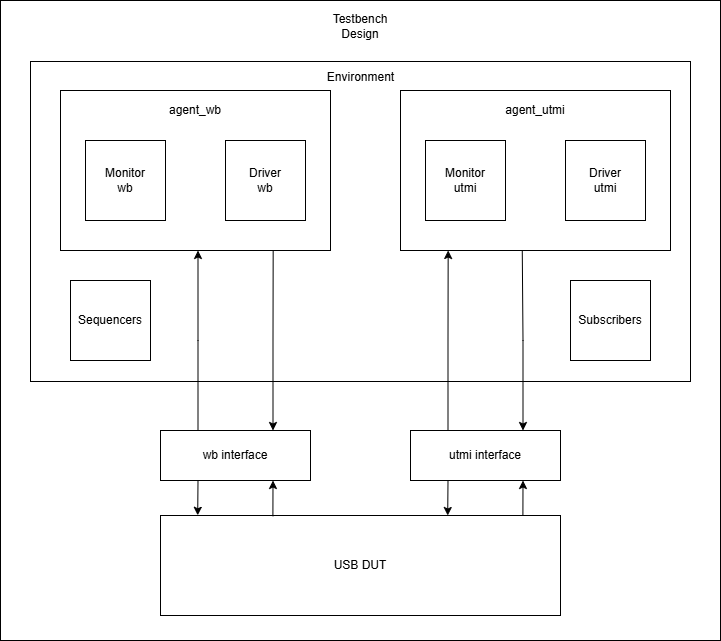 Testbench
Design
Environment
agent_wb
agent_utmi
Monitor
wb
Driver
wb
Monitor
utmi
Driver
utmi
Sequencers
Subscribers
wb interface
utmi interface
USB DUT